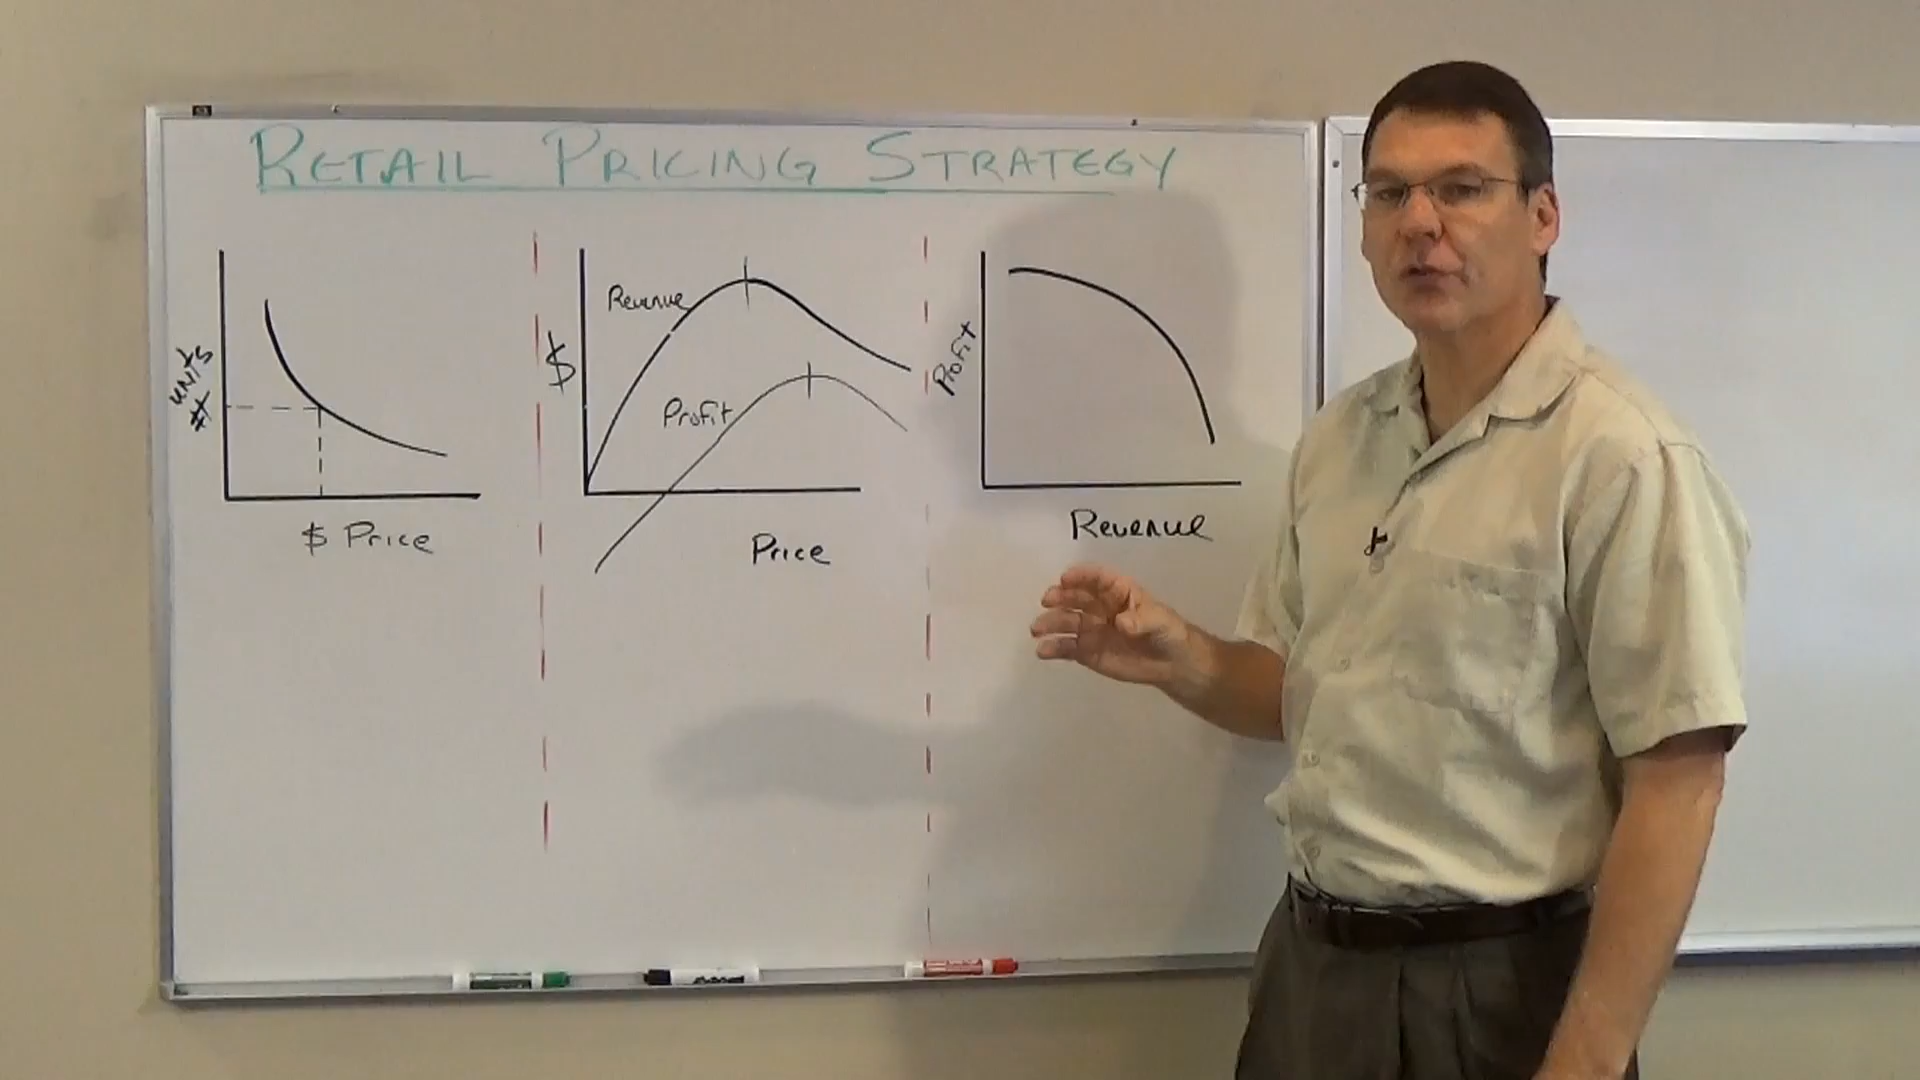 RETAIL PRICING STRATEGY
units
#
$ Price
$
Revenue
Profit
Price
Profit
Revenue